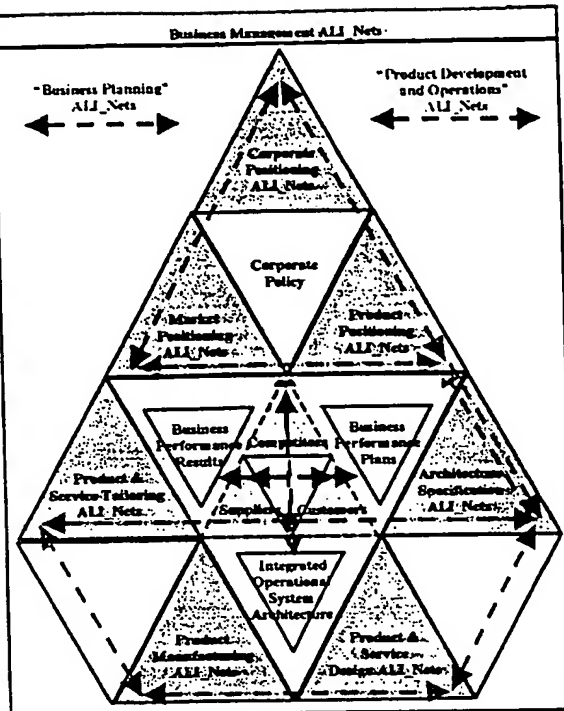 Business Management ALI_Nets
"Business Planning"
ALI_Nets
"Product Development
and Operations"
ALI_Nets
Corporate
Positioning
ALI_Nets
Corporate
Policy
Market
Positioning
ALI_Nets
Product
Positioning
ALI_Nets
Business
Performance
Results
Competitors
Business
Performance
Plans
Product &
Service Tailoring
ALI_Nets
Suppliers
Customers
Architecture
Specification
ALI_Nets
Integrated
Operational
System
Architecture
Product
Manufacturing
ALI_Nets
Product &
Service
Design ALI_Nets